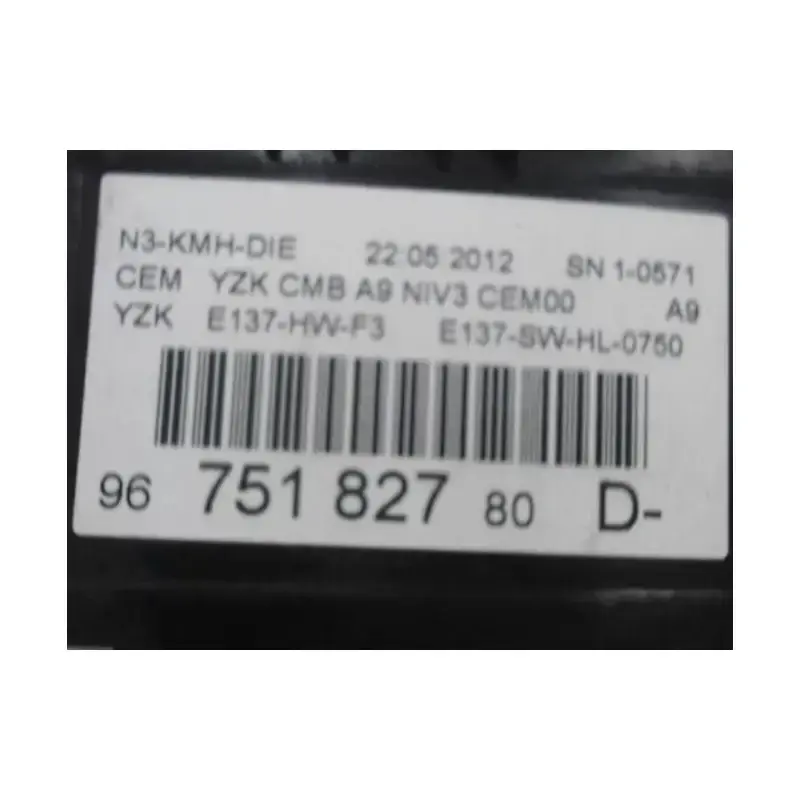 N3-KMH-DIE 22.05 2012 SN 1-0571
CEM YZK CMB A9 NIV3 CEM00 A9
YZK E137-HW-F3 E137-SW-HL-0750
96 751 827 80 D-